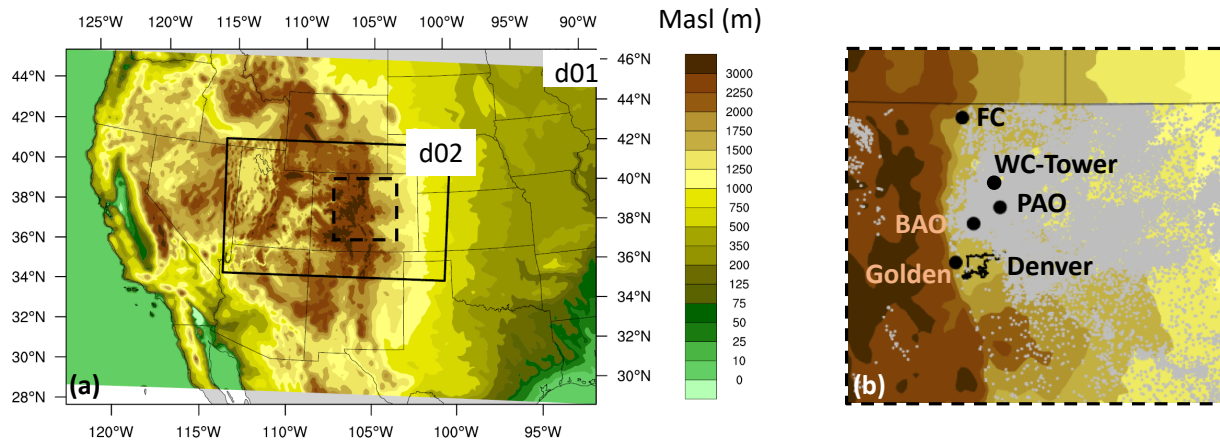 125°W 120°W 115°W 110°W 105°W 100°W 95°W 90°W
Masl (m)
d01
d02
44°N
42°N
40°N
38°N
36°N
34°N
32°N
30°N
28°N
46°N
44°N
42°N
40°N
38°N
36°N
34°N
32°N
30°N
(a)
120°W 115°W 110°W 105°W 100°W 95°W
3000
2250
2000
1750
1500
1250
1000
750
500
350
200
125
75
50
25
10
0
FC
WC-Tower
PAO
BAO
Golden
Denver
(b)